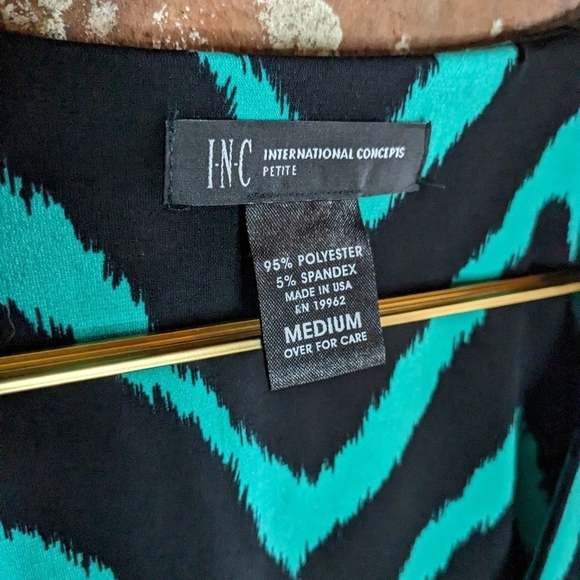 I·N·C INTERNATIONAL CONCEPTS
PETITE
95% POLYESTER
5% SPANDEX
MADE IN USA
RN 19962
MEDIUM
OVER FOR CARE